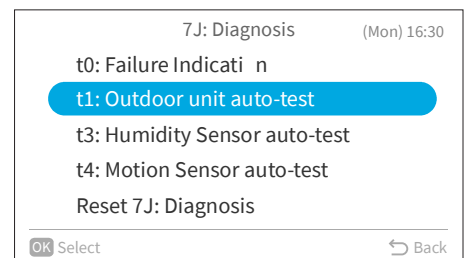 7J: Diagnosis (Mon) 16:30
t0: Failure Indicati n
t1: Outdoor unit auto-test
t3: Humidity Sensor auto-test
t4: Motion Sensor auto-test
Reset 7J: Diagnosis
OK Select Back